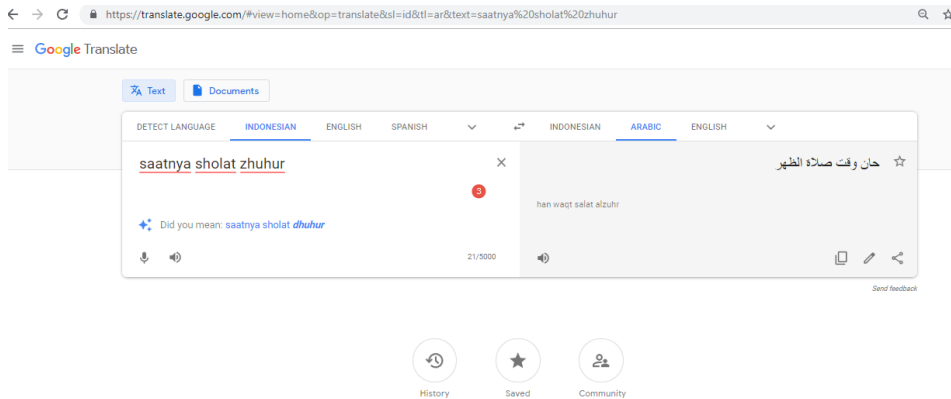 https://translate.google.com/#view=home&op=translate&sl=id&tl=ar&text=saatnya%20sholat%20zhuhur
Google Translate
Text Documents
DETECT LANGUAGE INDONESIAN ENGLISH SPANISH INDONESIAN ARABIC ENGLISH
saatnya sholat zhuhur
حان وقت صلاة الظهر
3
han waqt salat alzuhr
Did you mean: saatnya sholat dhuhur
21/5000
Send feedback
History Saved Community